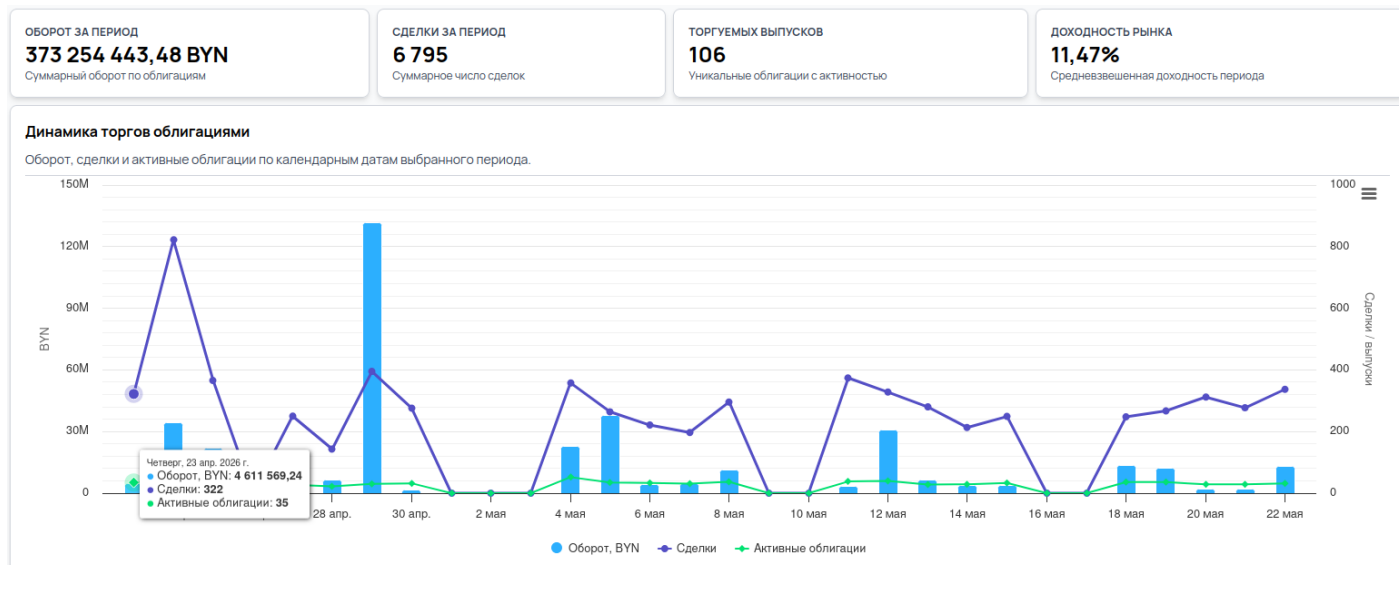 ОБОРОТ ЗА ПЕРИОД
373 254 443,48 BYN
Суммарный оборот по облигациям
СДЕЛКИ ЗА ПЕРИОД
6 795
Суммарное число сделок
ТОРГУЕМЫХ ВЫПУСКОВ
106
Уникальные облигации с активностью
ДОХОДНОСТЬ РЫНКА
11,47%
Средневзвешенная доходность периода
Динамика торгов облигациями
Оборот, сделки и активные облигации по календарным датам выбранного периода.
150M
120M
90M
60M
30M
0
BYN
1000
800
600
400
200
0
Сделки / выпуски
Четверг, 23 апр. 2026 г.
Оборот, BYN: 4 611 569,24
Сделки: 322
Активные облигации: 35
28 апр.
30 апр.
2 мая
4 мая
6 мая
8 мая
10 мая
12 мая
14 мая
16 мая
18 мая
20 мая
22 мая
Оборот, BYN
Сделки
Активные облигации